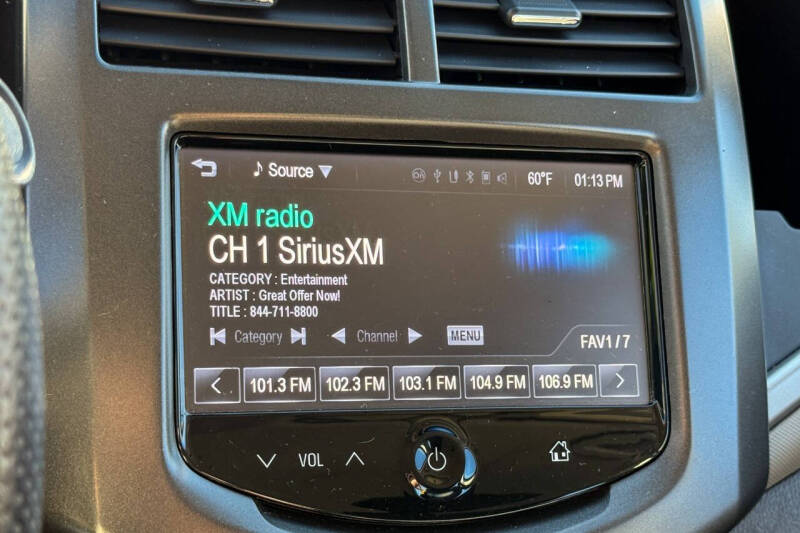 Source 60°F 01:13 PM
XM radio
CH 1 SiriusXM
CATEGORY : Entertainment
ARTIST : Great Offer Now!
TITLE : 844-711-8800
Category Channel MENU
FAV1 / 7
101.3 FM 102.3 FM 103.1 FM 104.9 FM 106.9 FM
VOL